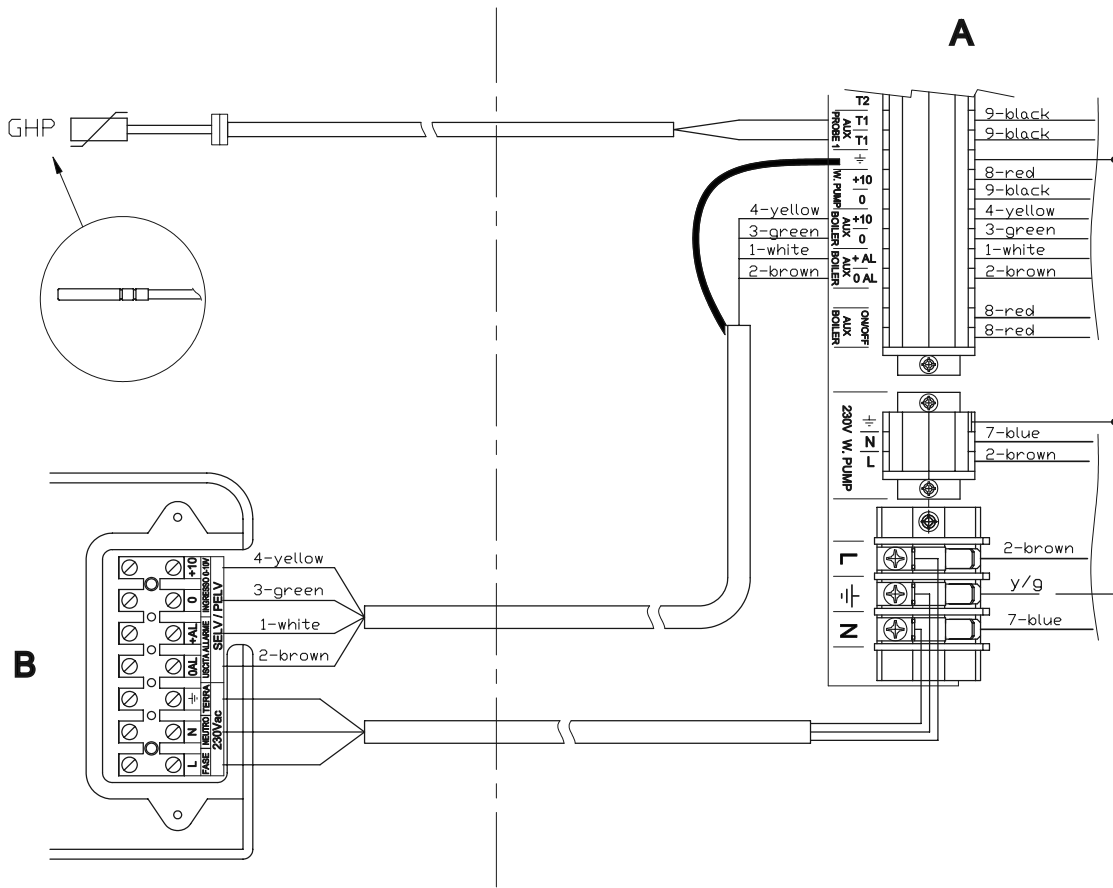 A
GHP
T2
T1
T1
AUX
PROBE 1
+10
0
W. PUMP
+10
0
AUX
BOILER
+ AL
0 AL
AUX
BOILER
ON/OFF
AUX
BOILER
9-black
9-black
8-red
9-black
4-yellow
3-green
1-white
2-brown
8-red
8-red
4-yellow
3-green
1-white
2-brown
230V W. PUMP
N
L
7-blue
2-brown
L
N
2-brown
y/g
7-blue
B
+10
0
+AL
0AL
N
L
INGRESSO 0-10V
USCITA ALLARME
TERRA
NEUTRO
FASE
SELV / PELV
230Vac
4-yellow
3-green
1-white
2-brown